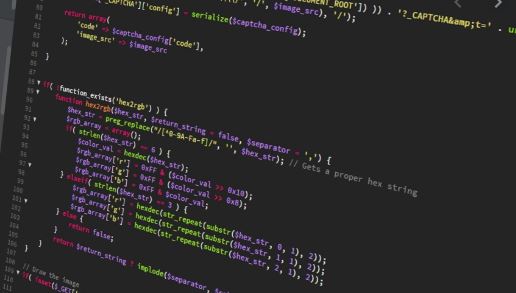 $_CAPTCHA']['config'] = serialize($captcha_config);
OCUMENT_ROOT']) )) . '?_CAPTCHA&amp;t=' . u
'/', $image_src), '/');
return array(
'code' => $captcha_config['code'],
'image_src' => $image_src
);
}
if( !function_exists('hex2rgb') ) {
function hex2rgb($hex_str, $return_string = false, $separator = ',') {
$hex_str = preg_replace("/[^0-9A-Fa-f]/", '', $hex_str); // Gets a proper hex string
$rgb_array = array();
if( strlen($hex_str) == 6 ) {
$color_val = hexdec($hex_str);
$rgb_array['r'] = 0xFF & ($color_val >> 0x10);
$rgb_array['g'] = 0xFF & ($color_val >> 0x8);
$rgb_array['b'] = 0xFF & $color_val;
} elseif( strlen($hex_str) == 3 ) {
$rgb_array['r'] = hexdec(str_repeat(substr($hex_str, 0, 1), 2));
$rgb_array['g'] = hexdec(str_repeat(substr($hex_str, 1, 1), 2));
$rgb_array['b'] = hexdec(str_repeat(substr($hex_str, 2, 1), 2));
} else {
return false;
}
return $return_string ? implode($separator,
}
}
// Draw the image
if( isset($_GET[